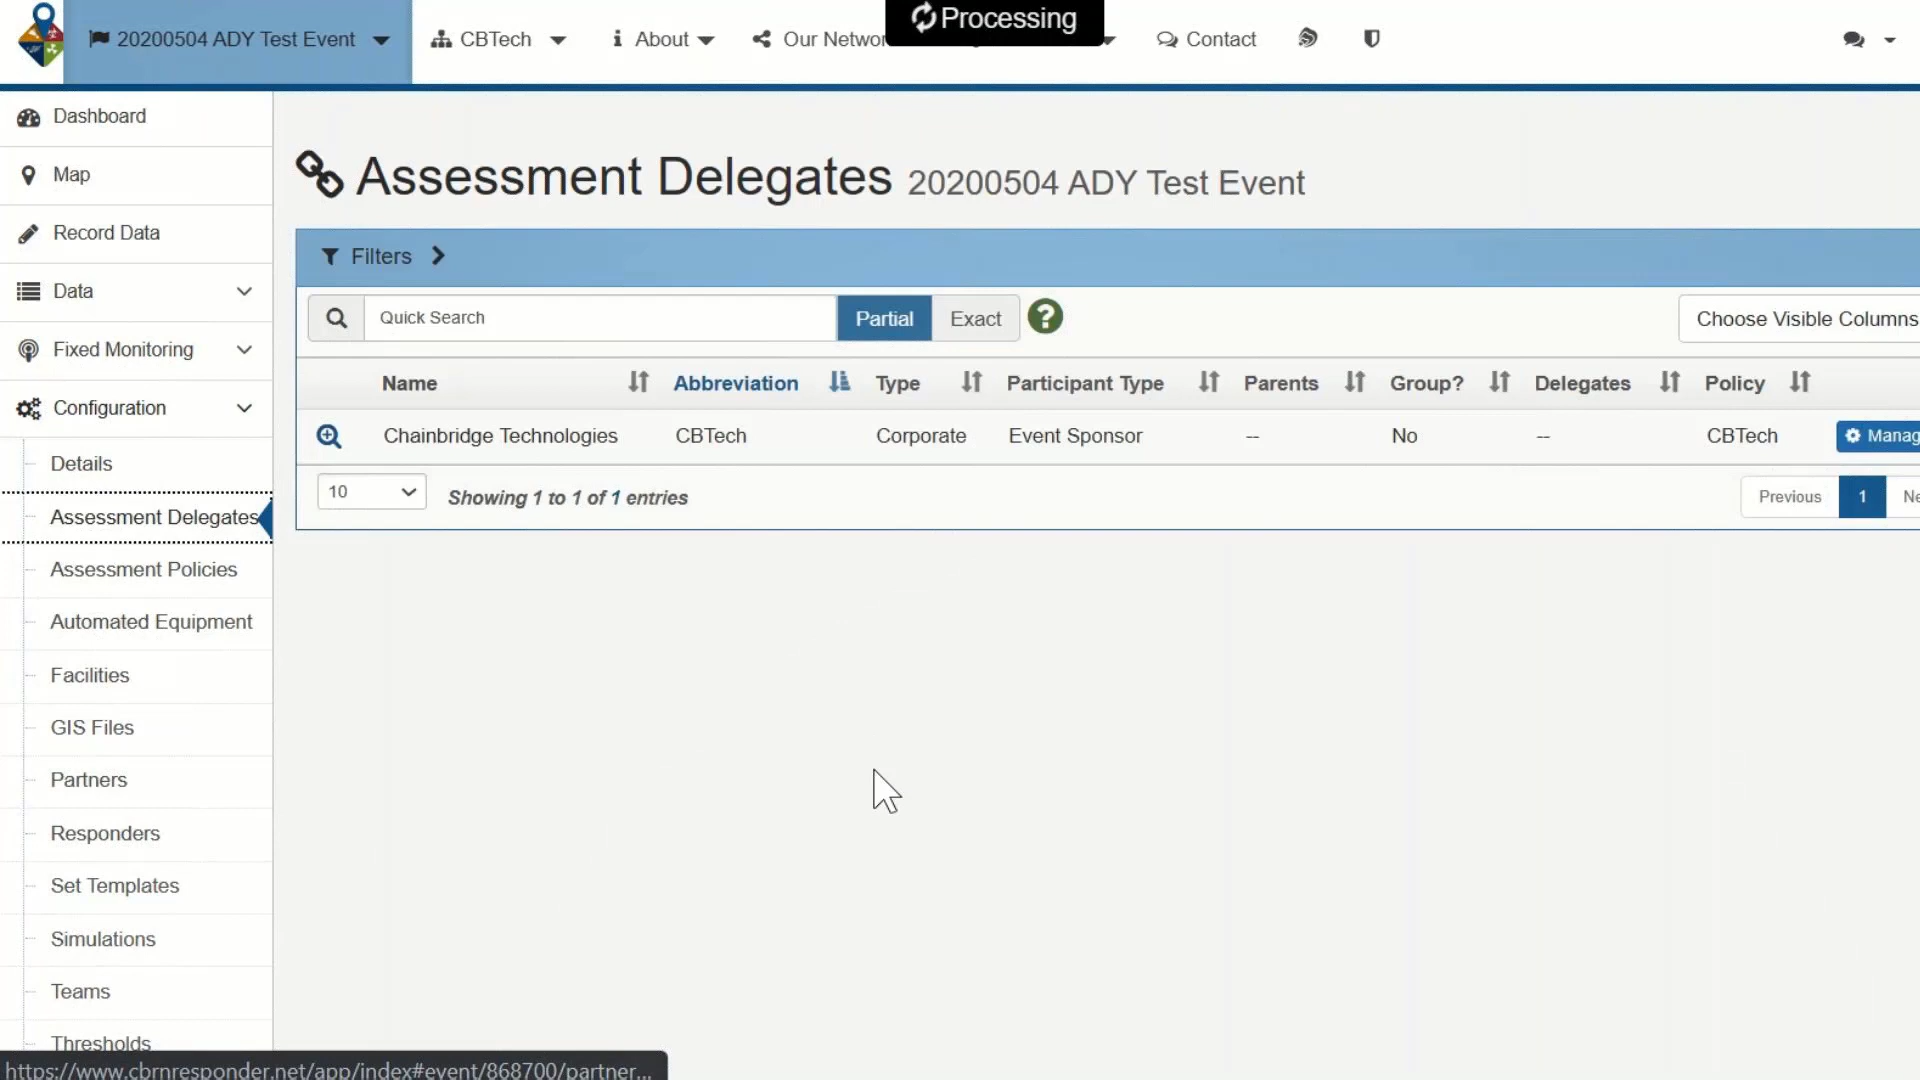 20200504 ADY Test Event
CBTech
About
Our Networ
Processing
Contact
Dashboard
Map
Record Data
Data
Fixed Monitoring
Configuration
Details
Assessment Delegates
Assessment Policies
Automated Equipment
Facilities
GIS Files
Partners
Responders
Set Templates
Simulations
Teams
Thresholds
Assessment Delegates 20200504 ADY Test Event
Filters
Quick Search Partial Exact ? Choose Visible Columns
Name Abbreviation Type Participant Type Parents Group? Delegates Policy
Chainbridge Technologies CBTech Corporate Event Sponsor -- No -- CBTech Manag
10 Showing 1 to 1 of 1 entries Previous 1 Ne
https://www.cbrnresponder.net/app/index#event/868700/partner...